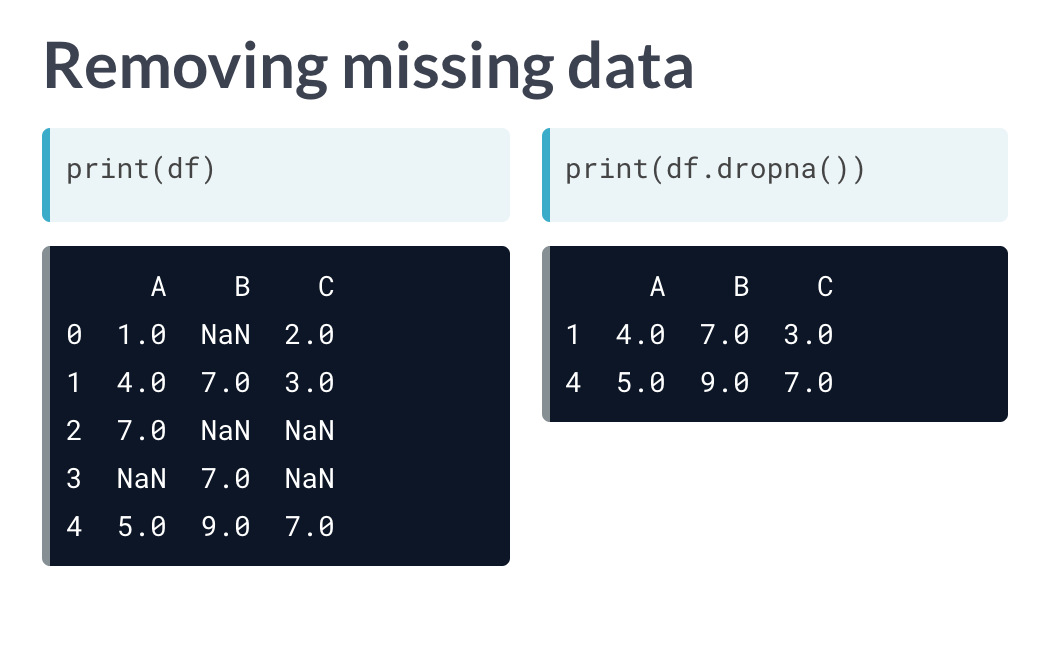 Removing missing data
print(df)
     A    B    C
0  1.0  NaN  2.0
1  4.0  7.0  3.0
2  7.0  NaN  NaN
3  NaN  7.0  NaN
4  5.0  9.0  7.0
print(df.dropna())
     A    B    C
1  4.0  7.0  3.0
4  5.0  9.0  7.0